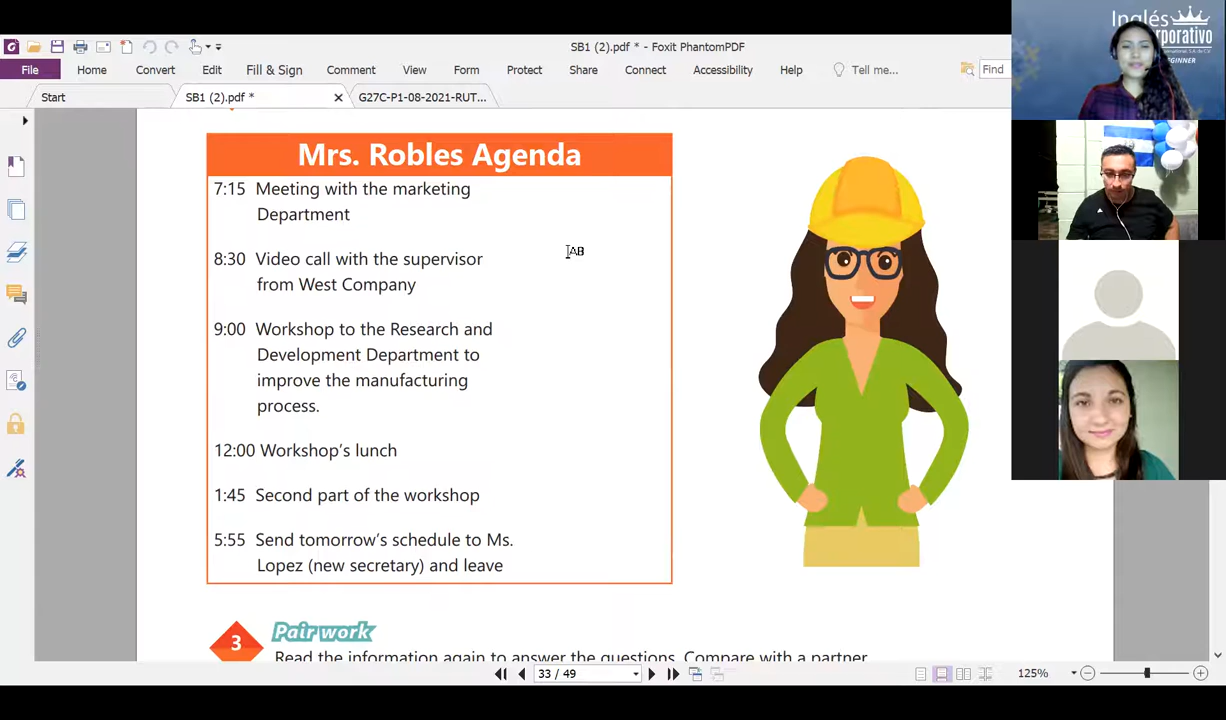 SB1 (2).pdf * - Foxit PhantomPDF
File Home Convert Edit Fill & Sign Comment View Form Protect Share Connect Accessibility Help Tell me... Find
Start SB1 (2).pdf * G27C-P1-08-2021-RUT...
Mrs. Robles Agenda
7:15 Meeting with the marketing
Department
8:30 Video call with the supervisor
from West Company
9:00 Workshop to the Research and
Development Department to
improve the manufacturing
process.
12:00 Workshop's lunch
1:45 Second part of the workshop
5:55 Send tomorrow's schedule to Ms.
Lopez (new secretary) and leave
AB
3 Pair work
Read the information again to answer the questions. Compare with a partner
33 / 49
125%
Inglés